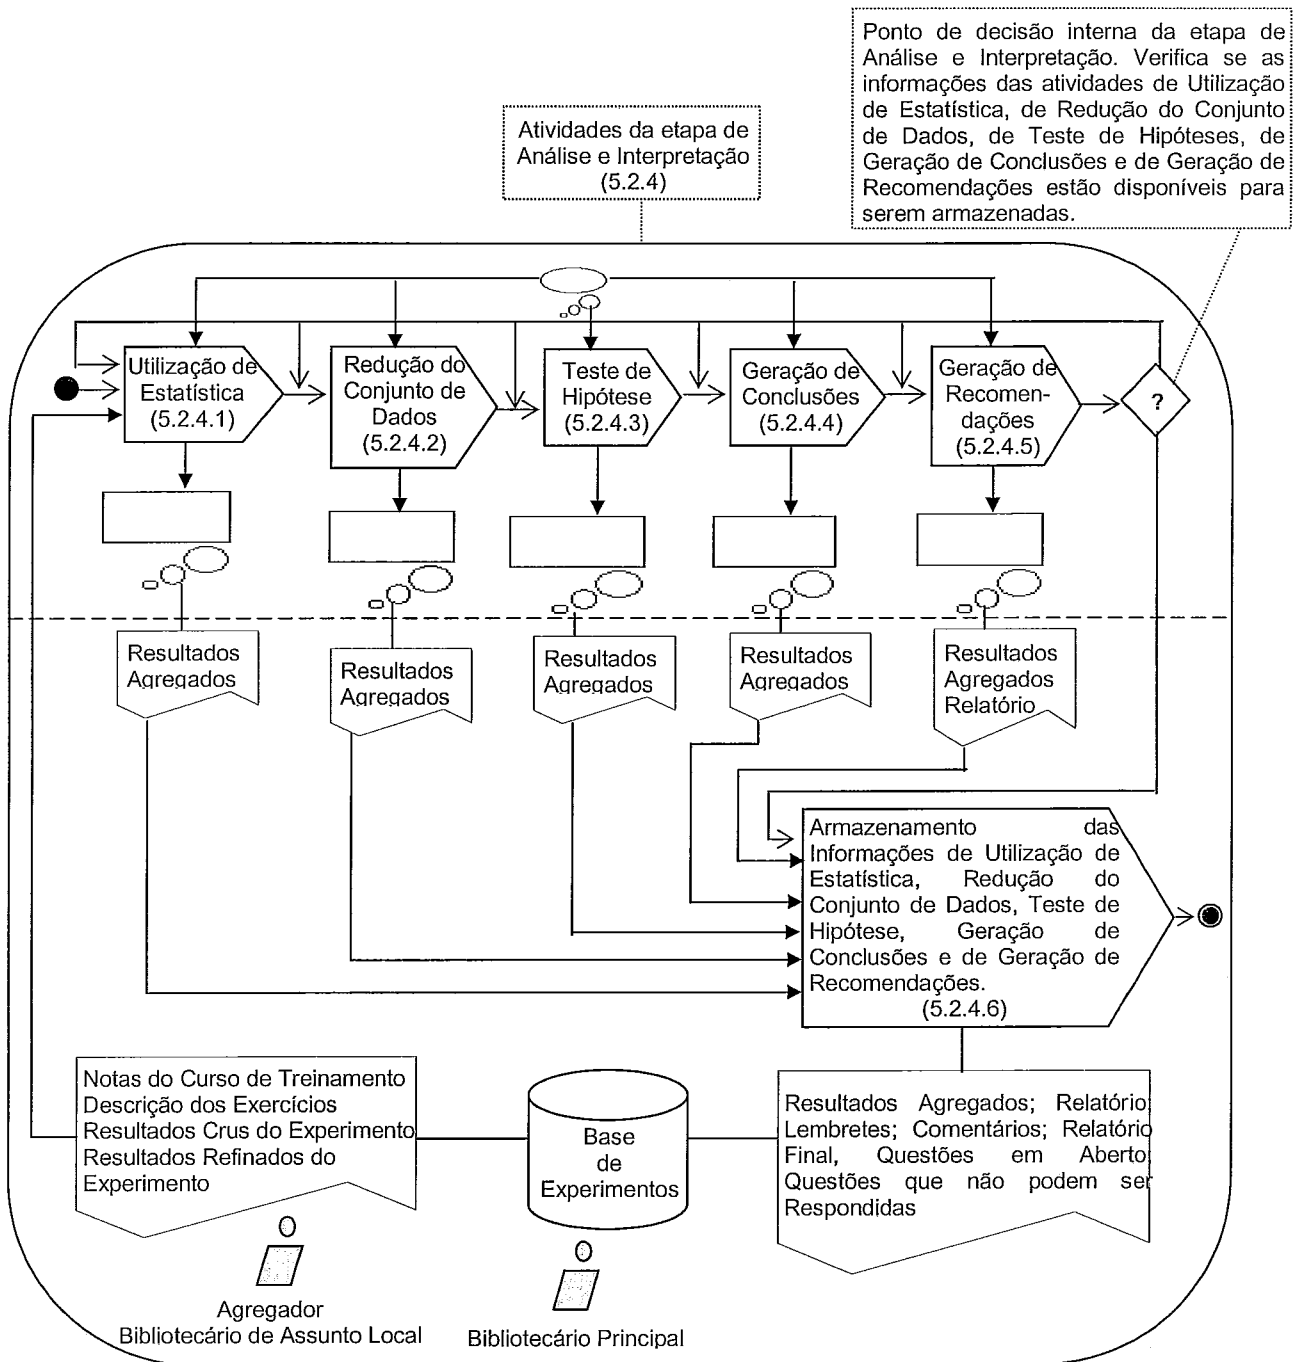 Ponto de decisão interna da etapa de
Análise e Interpretação. Verifica se as
informações das atividades de Utilização
de Estatística, de Redução do Conjunto
de Dados, de Teste de Hipóteses, de
Geração de Conclusões e de Geração de
Recomendações estão disponíveis para
serem armazenadas.
Atividades da etapa de
Análise e Interpretação
(5.2.4)
Utilização de
Estatística
(5.2.4.1)
Redução do
Conjunto de
Dados
(5.2.4.2)
Teste de
Hipótese
(5.2.4.3)
Geração de
Conclusões
(5.2.4.4)
Geração de
Recomen-
dações
(5.2.4.5)
?
Resultados
Agregados
Resultados
Agregados
Resultados
Agregados
Resultados
Agregados
Resultados
Agregados
Relatório
Armazenamento das
Informações de Utilização de
Estatística, Redução do
Conjunto de Dados, Teste de
Hipótese, Geração de
Conclusões e de Geração de
Recomendações.
(5.2.4.6)
Notas do Curso de Treinamento
Descrição dos Exercícios
Resultados Crus do Experimento
Resultados Refinados do
Experimento
Base
de
Experimentos
Resultados Agregados; Relatório
Lembretes; Comentários; Relatório
Final, Questões em Aberto
Questões que não podem ser
Respondidas
Agregador
Bibliotecário de Assunto Local
Bibliotecário Principal